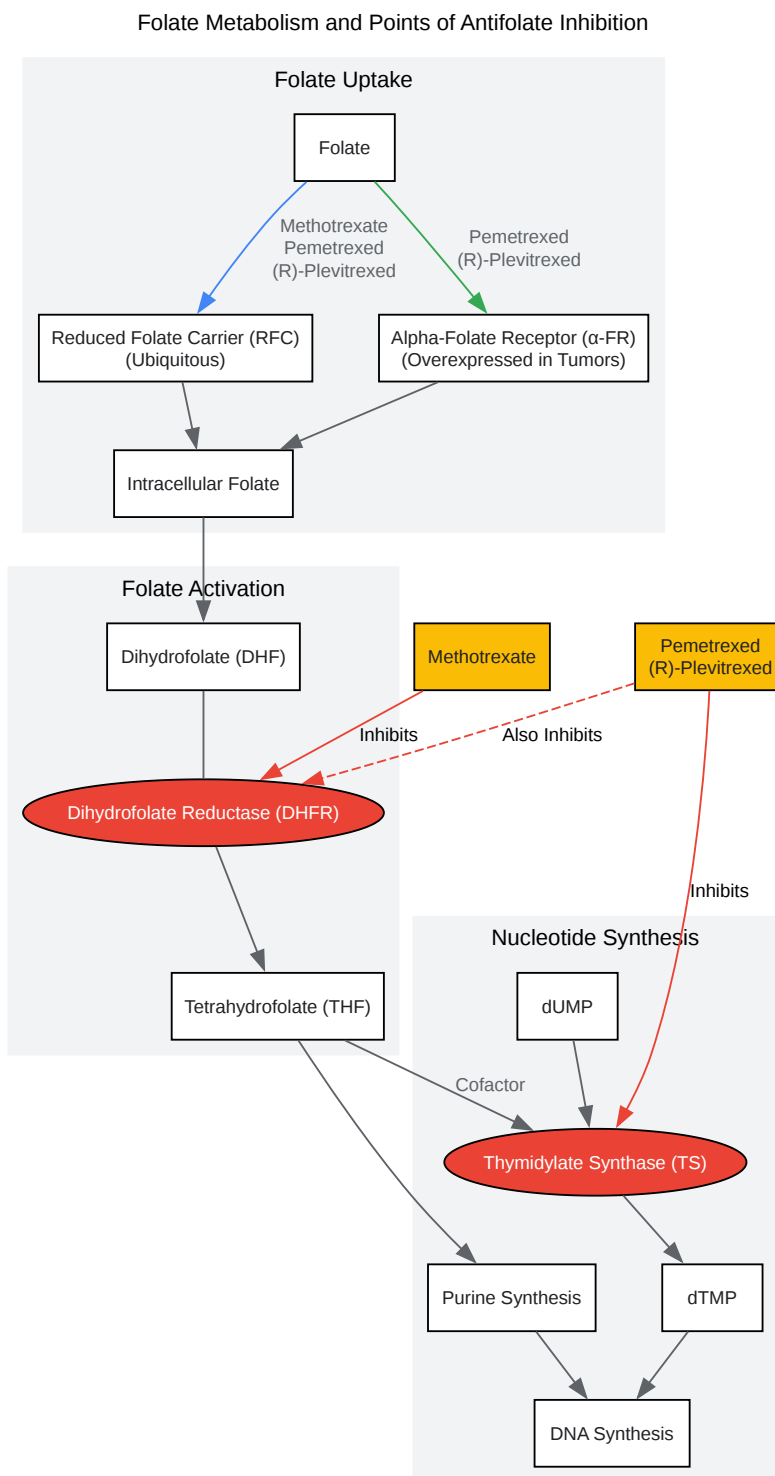 Folate Metabolism and Points of Antifolate Inhibition
Folate Uptake
Folate
Methotrexate
Pemetrexed
(R)-Plevitrexed
Pemetrexed
(R)-Plevitrexed
Reduced Folate Carrier (RFC)
(Ubiquitous)
Alpha-Folate Receptor (α-FR)
(Overexpressed in Tumors)
Intracellular Folate
Folate Activation
Dihydrofolate (DHF)
Methotrexate
Pemetrexed
(R)-Plevitrexed
Inhibits
Also Inhibits
Dihydrofolate Reductase (DHFR)
Inhibits
Nucleotide Synthesis
Tetrahydrofolate (THF)
dUMP
Cofactor
Thymidylate Synthase (TS)
Purine Synthesis
dTMP
DNA Synthesis